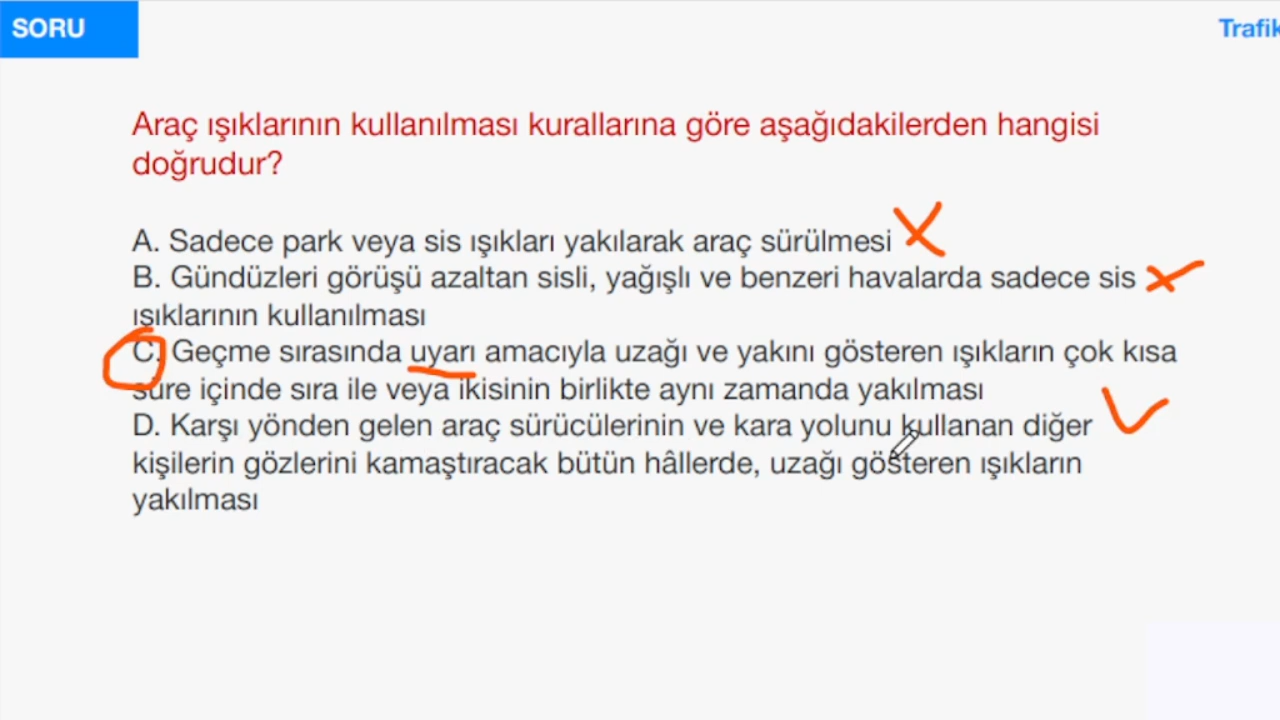 SORU
Trafik
Araç ışıklarının kullanılması kurallarına göre aşağıdakilerden hangisi
doğrudur?
A. Sadece park veya sis ışıkları yakılarak araç sürülmesi
B. Gündüzleri görüşü azaltan sisli, yağışlı ve benzeri havalarda sadece sis
ışıklarının kullanılması
C. Geçme sırasında uyarı amacıyla uzağı ve yakını gösteren ışıkların çok kısa
süre içinde sıra ile veya ikisinin birlikte aynı zamanda yakılması
D. Karşı yönden gelen araç sürücülerinin ve kara yolunu kullanan diğer
kişilerin gözlerini kamaştıracak bütün hâllerde, uzağı gösteren ışıkların
yakılması